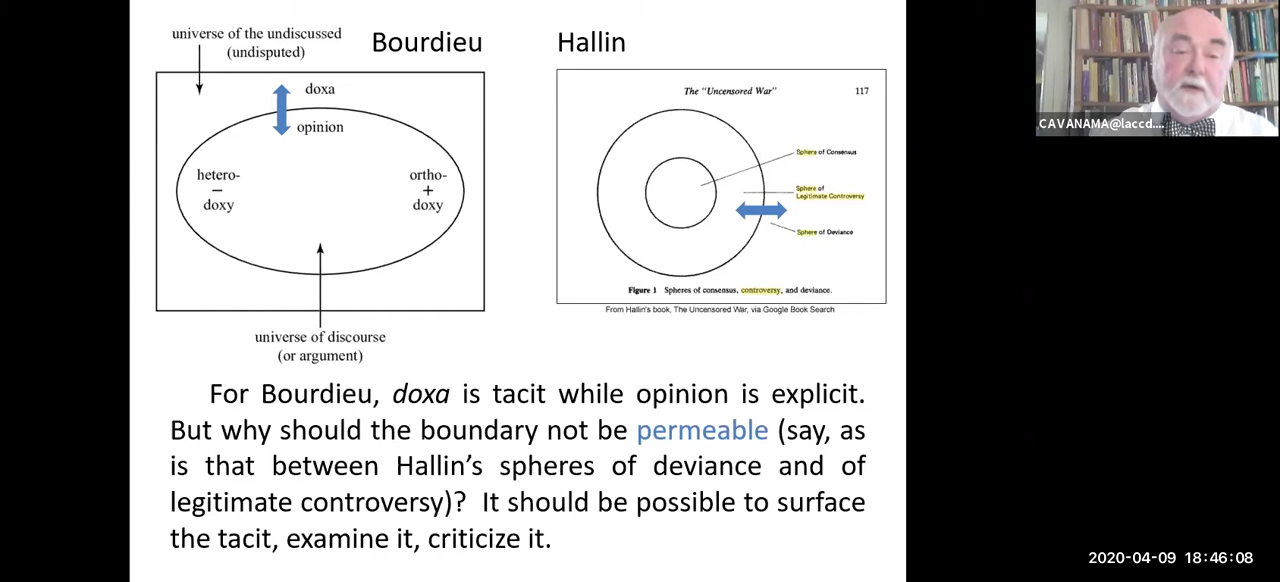 universe of the undiscussed
(undisputed)
Bourdieu
doxa
opinion
hetero-
–
doxy
ortho-
+
doxy
universe of discourse
(or argument)
Hallin
The "Uncensored War"
117
Sphere of Consensus
Sphere of
Legitimate Controversy
Sphere of Deviance
Figure 1 Spheres of consensus, controversy, and deviance.
From Hallin's book, The Uncensored War, via Google Book Search
For Bourdieu, doxa is tacit while opinion is explicit.
But why should the boundary not be permeable (say, as
is that between Hallin's spheres of deviance and of
legitimate controversy)? It should be possible to surface
the tacit, examine it, criticize it.
CAVANAMA@laccd....
2020-04-09 18:46:08